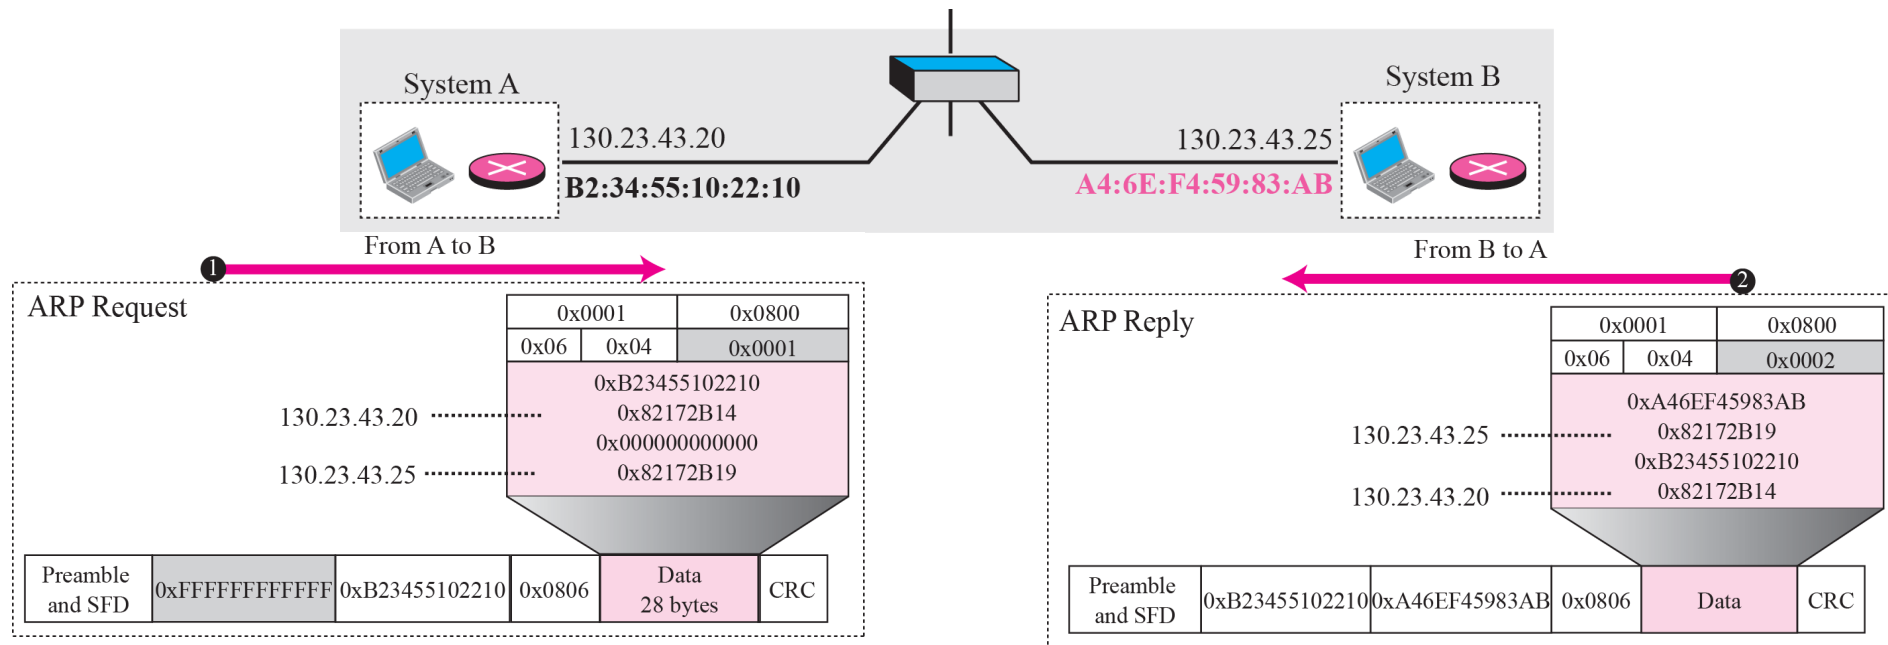 System A
System B
130.23.43.20
B2:34:55:10:22:10
130.23.43.25
A4:6E:F4:59:83:AB
From A to B
1
From B to A
2
ARP Request
0x0001 0x0800
0x06 0x04 0x0001
0xB23455102210
130.23.43.20 0x82172B14
0x000000000000
130.23.43.25 0x82172B19
Preamble and SFD
0xFFFFFFFFFFFF
0xB23455102210
0x0806
Data
28 bytes
CRC
ARP Reply
0x0001 0x0800
0x06 0x04 0x0002
0xA46EF45983AB
130.23.43.25 0x82172B19
0xB23455102210
130.23.43.20 0x82172B14
Preamble and SFD
0xB23455102210
0xA46EF45983AB
0x0806
Data
CRC